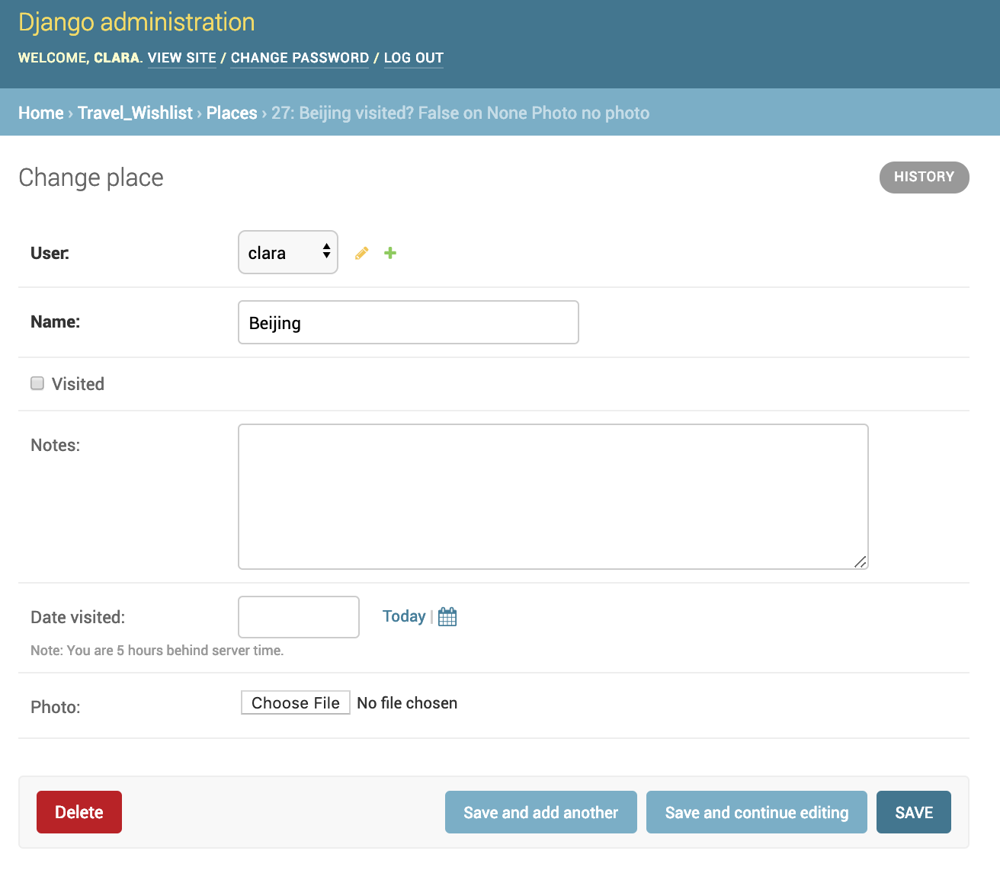 Django administration
WELCOME, CLARA. VIEW SITE / CHANGE PASSWORD / LOG OUT
Home › Travel_Wishlist › Places › 27: Beijing visited? False on None Photo no photo
Change place
HISTORY
User:
clara
Name:
Beijing
Visited
Notes:
Date visited:
Today |
Note: You are 5 hours behind server time.
Photo:
Choose File No file chosen
Delete
Save and add another
Save and continue editing
SAVE